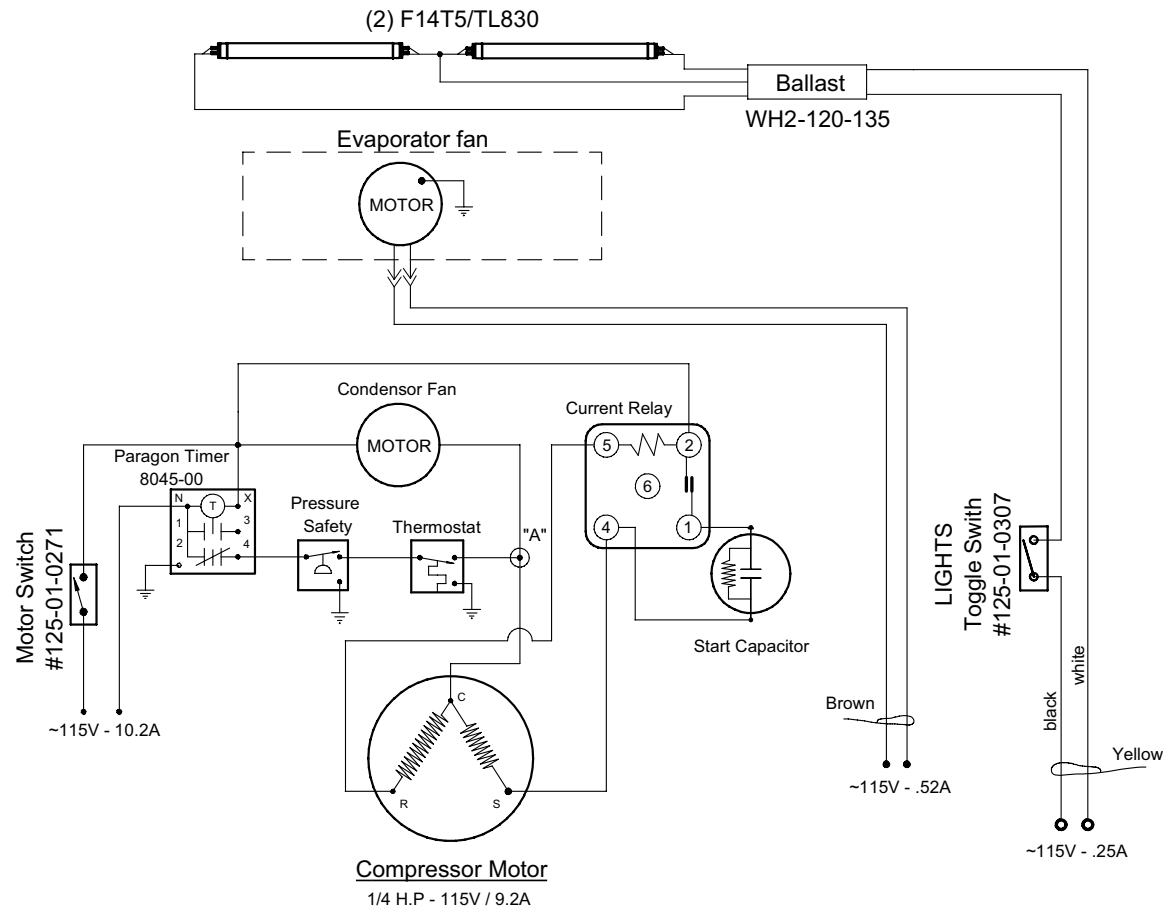 (2) F14T5/TL830
Ballast
WH2-120-135
Evaporator fan
MOTOR
Condensor Fan
MOTOR
Current Relay
5
2
6
4
1
Paragon Timer
8045-00
N
X
T
1
3
2
4
Pressure
Safety
Thermostat
"A"
Start Capacitor
Motor Switch
#125-01-0271
~115V - 10.2A
C
R
S
Compressor Motor
1/4 H.P - 115V / 9.2A
Brown
~115V - .52A
LIGHTS
Toggle Swith
#125-01-0307
black
white
Yellow
~115V - .25A